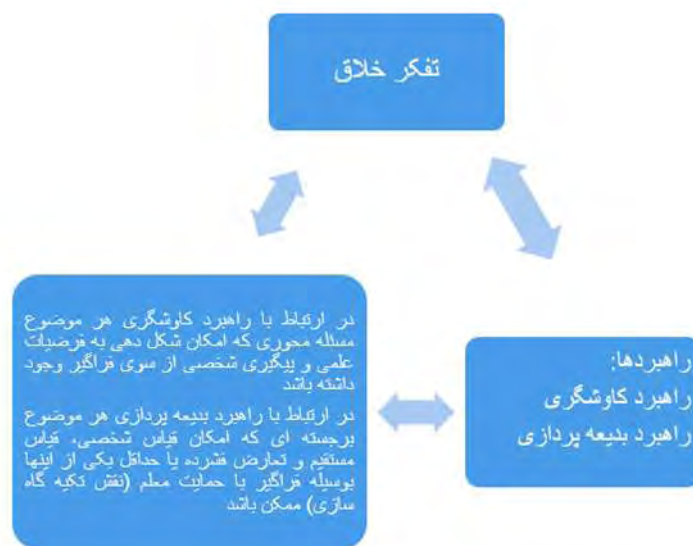 تفکر خلاق
در ارتباط با راهبرد کاوشگری هر موضوع
مسئله محوری که امکان شکل دهی به فرضیات
علمی و پیگیری شخصی از سوی فراگیر وجود
داشته باشد
در ارتباط با راهبرد بدیعه پردازی هر موضوع
برجسته ای که امکان قیاس شخصی، قیاس
مستقیم و تعارض فشرده یا حداقل یکی از اینها
بوسیله فراگیر با حمایت معلم (نقش تکیه گاه
سازی) ممکن باشد
راهبردها:
راهبرد کاوشگری
راهبرد بدیعه پردازی